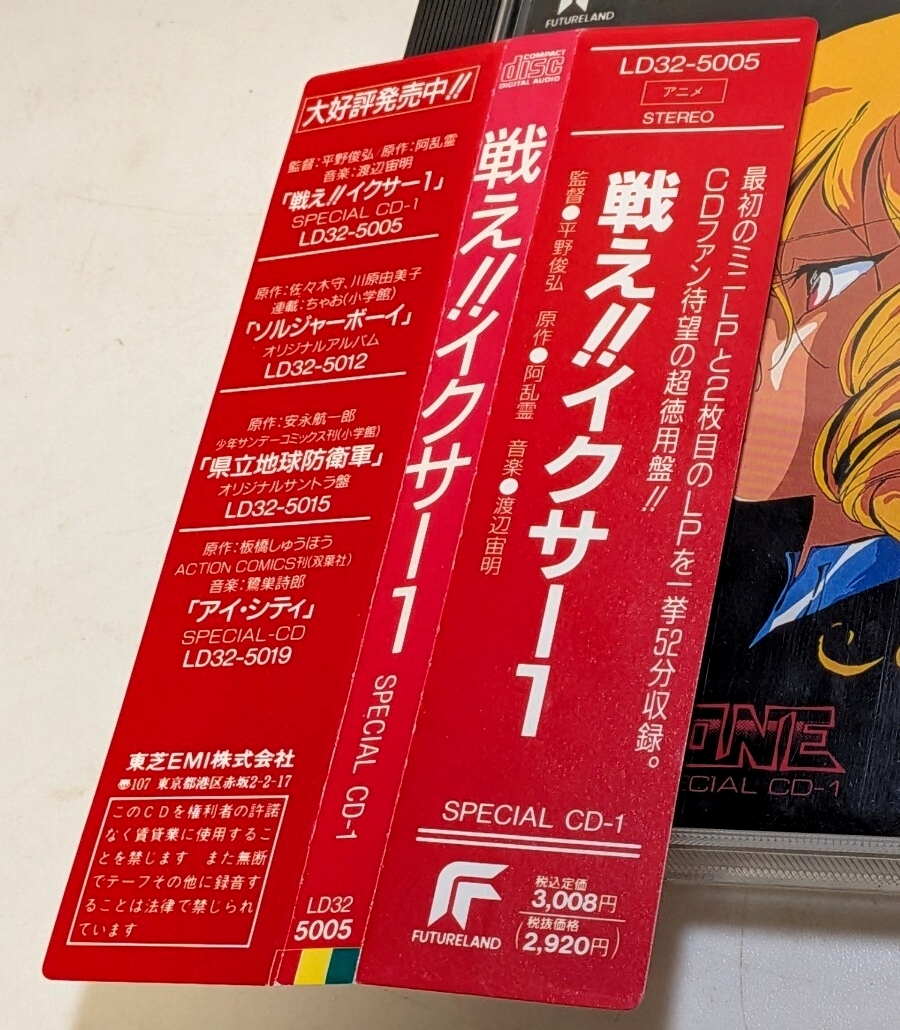 FUTURELAND
大好評発売中!!
監督:平野俊弘/原作:阿乱霊
音楽:渡辺宙明
「戦え!!イクサー1」
SPECIAL CD-1
LD32-5005
原作:佐々木守、川原由美子
連載:ちゃお(小学館)
「ソルジャーボーイ」
オリジナルアルバム
LD32-5012
原作:安永航一郎
少年サンデーコミックス刊(小学館)
「県立地球防衛軍」
オリジナルサントラ盤
LD32-5015
原作:板橋しゅうほう
ACTION COMICS刊(双葉社)
音楽:鷺巣詩郎
「アイ・シティ」
SPECIAL-CD
LD32-5019
東芝EMI株式会社
〠107 東京都港区赤坂2-2-17
このCDを権利者の許諾
なく賃貸業に使用するこ
とを禁じます また無断
でテープその他に録音す
ることは法律で禁じられ
ています
COMPACT
disc
DIGITAL AUDIO
戦え!!イクサー1
SPECIAL CD-1
LD32
5005
LD32-5005
アニメ
STEREO
最初のミニLPと2枚目のLPを一挙52分収録。
CDファン待望の超徳用盤!!
戦え!!イクサー1
監督●平野俊弘 原作●阿乱霊 音楽●渡辺宙明
SPECIAL CD-1
FUTURELAND
税込定価
3,008円
(税抜価格
2,920円)
ONE
CIAL CD-1